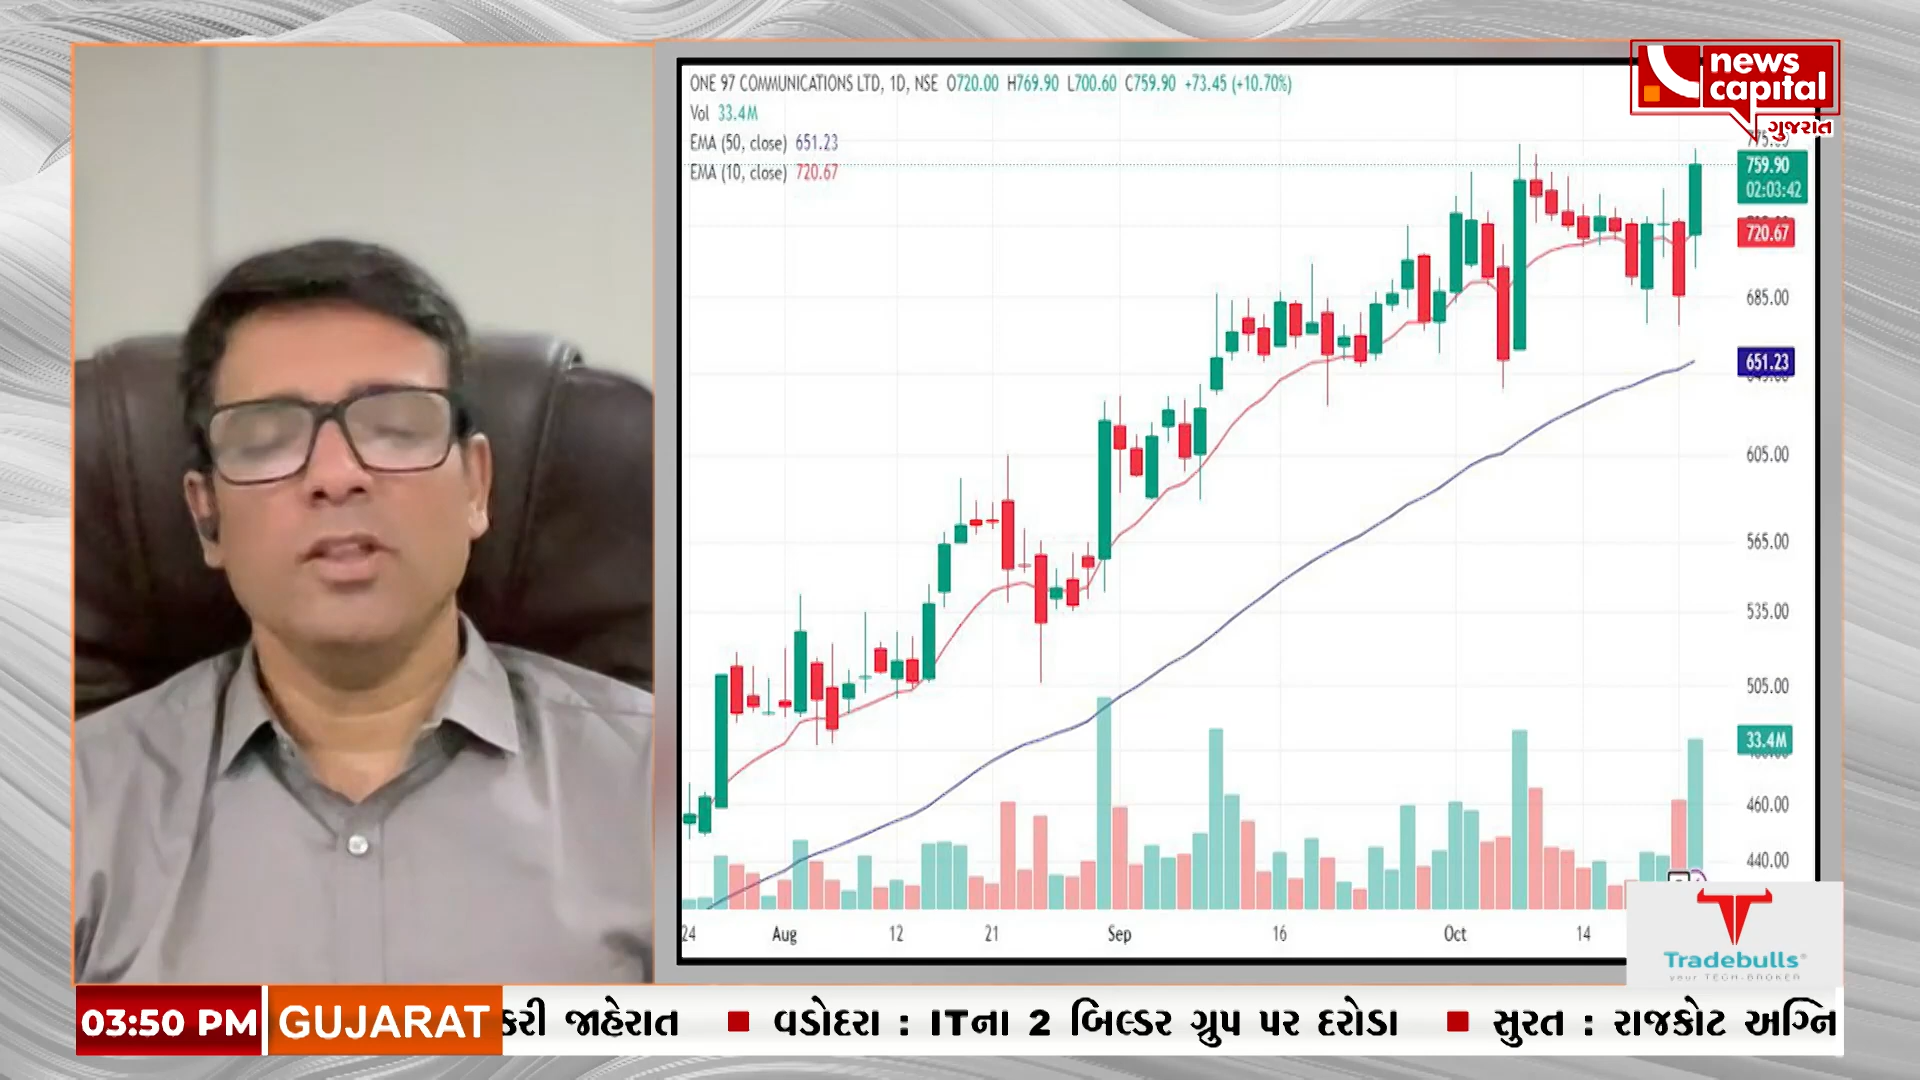 ONE 97 COMMUNICATIONS LTD, 1D, NSE O720.00 H769.90 L700.60 C759.90 +73.45 (+10.70%)
Vol 33.4M
EMA (50, close) 651.23
EMA (10, close) 720.67
news
capital
ગુજરાત
759.90
02:03:42
720.67
685.00
651.23
605.00
565.00
535.00
505.00
33.4M
460.00
440.00
24 Aug 12 21 Sep 16 Oct 14
Tradebulls
your TECH-BROKER
03:50 PM GUJARAT કરી જાહેરાત ■ વડોદરા : ITના 2 બિલ્ડર ગ્રુપ પર દરોડા ■ સુરત : રાજકોટ અગ્નિ